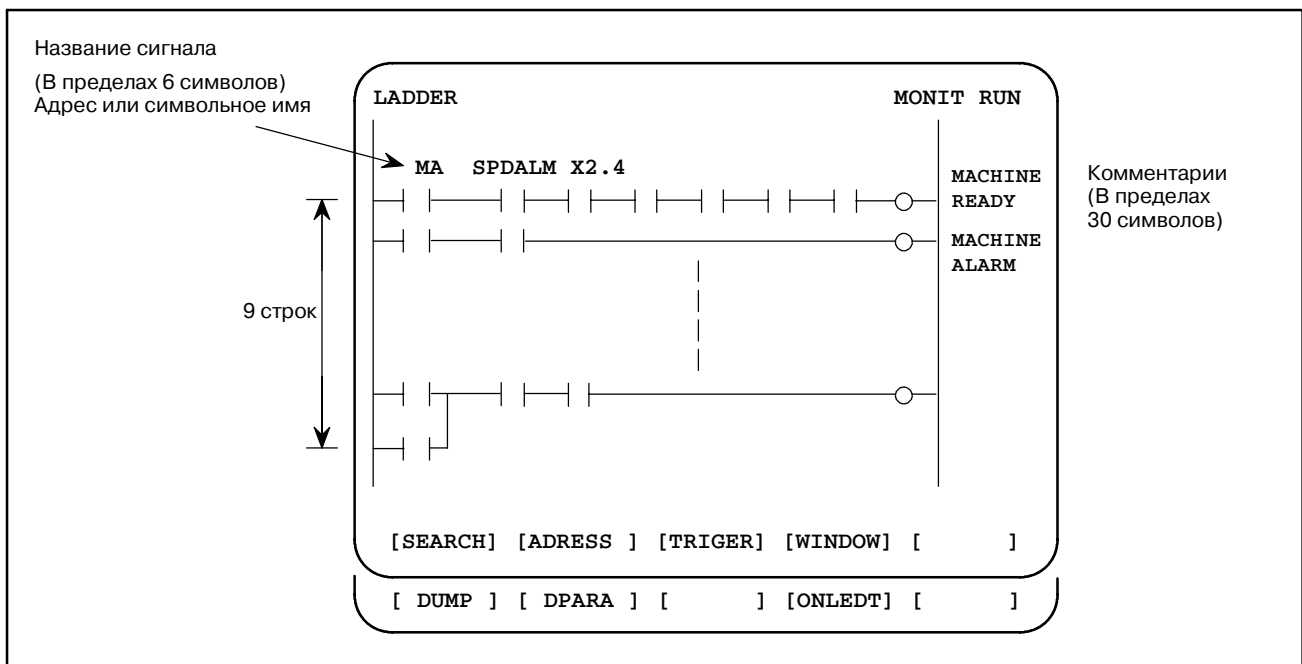 Название сигнала
(В пределах 6 символов)
Адрес или символьное имя
LADDER MONIT RUN
MA SPDALM X2.4
MACHINE
READY
MACHINE
ALARM
Комментарии
(В пределах
30 символов)
9 строк
[SEARCH] [ADRESS ] [TRIGER] [WINDOW] [ ]
[ DUMP ] [ DPARA ] [ ] [ONLEDT] [ ]